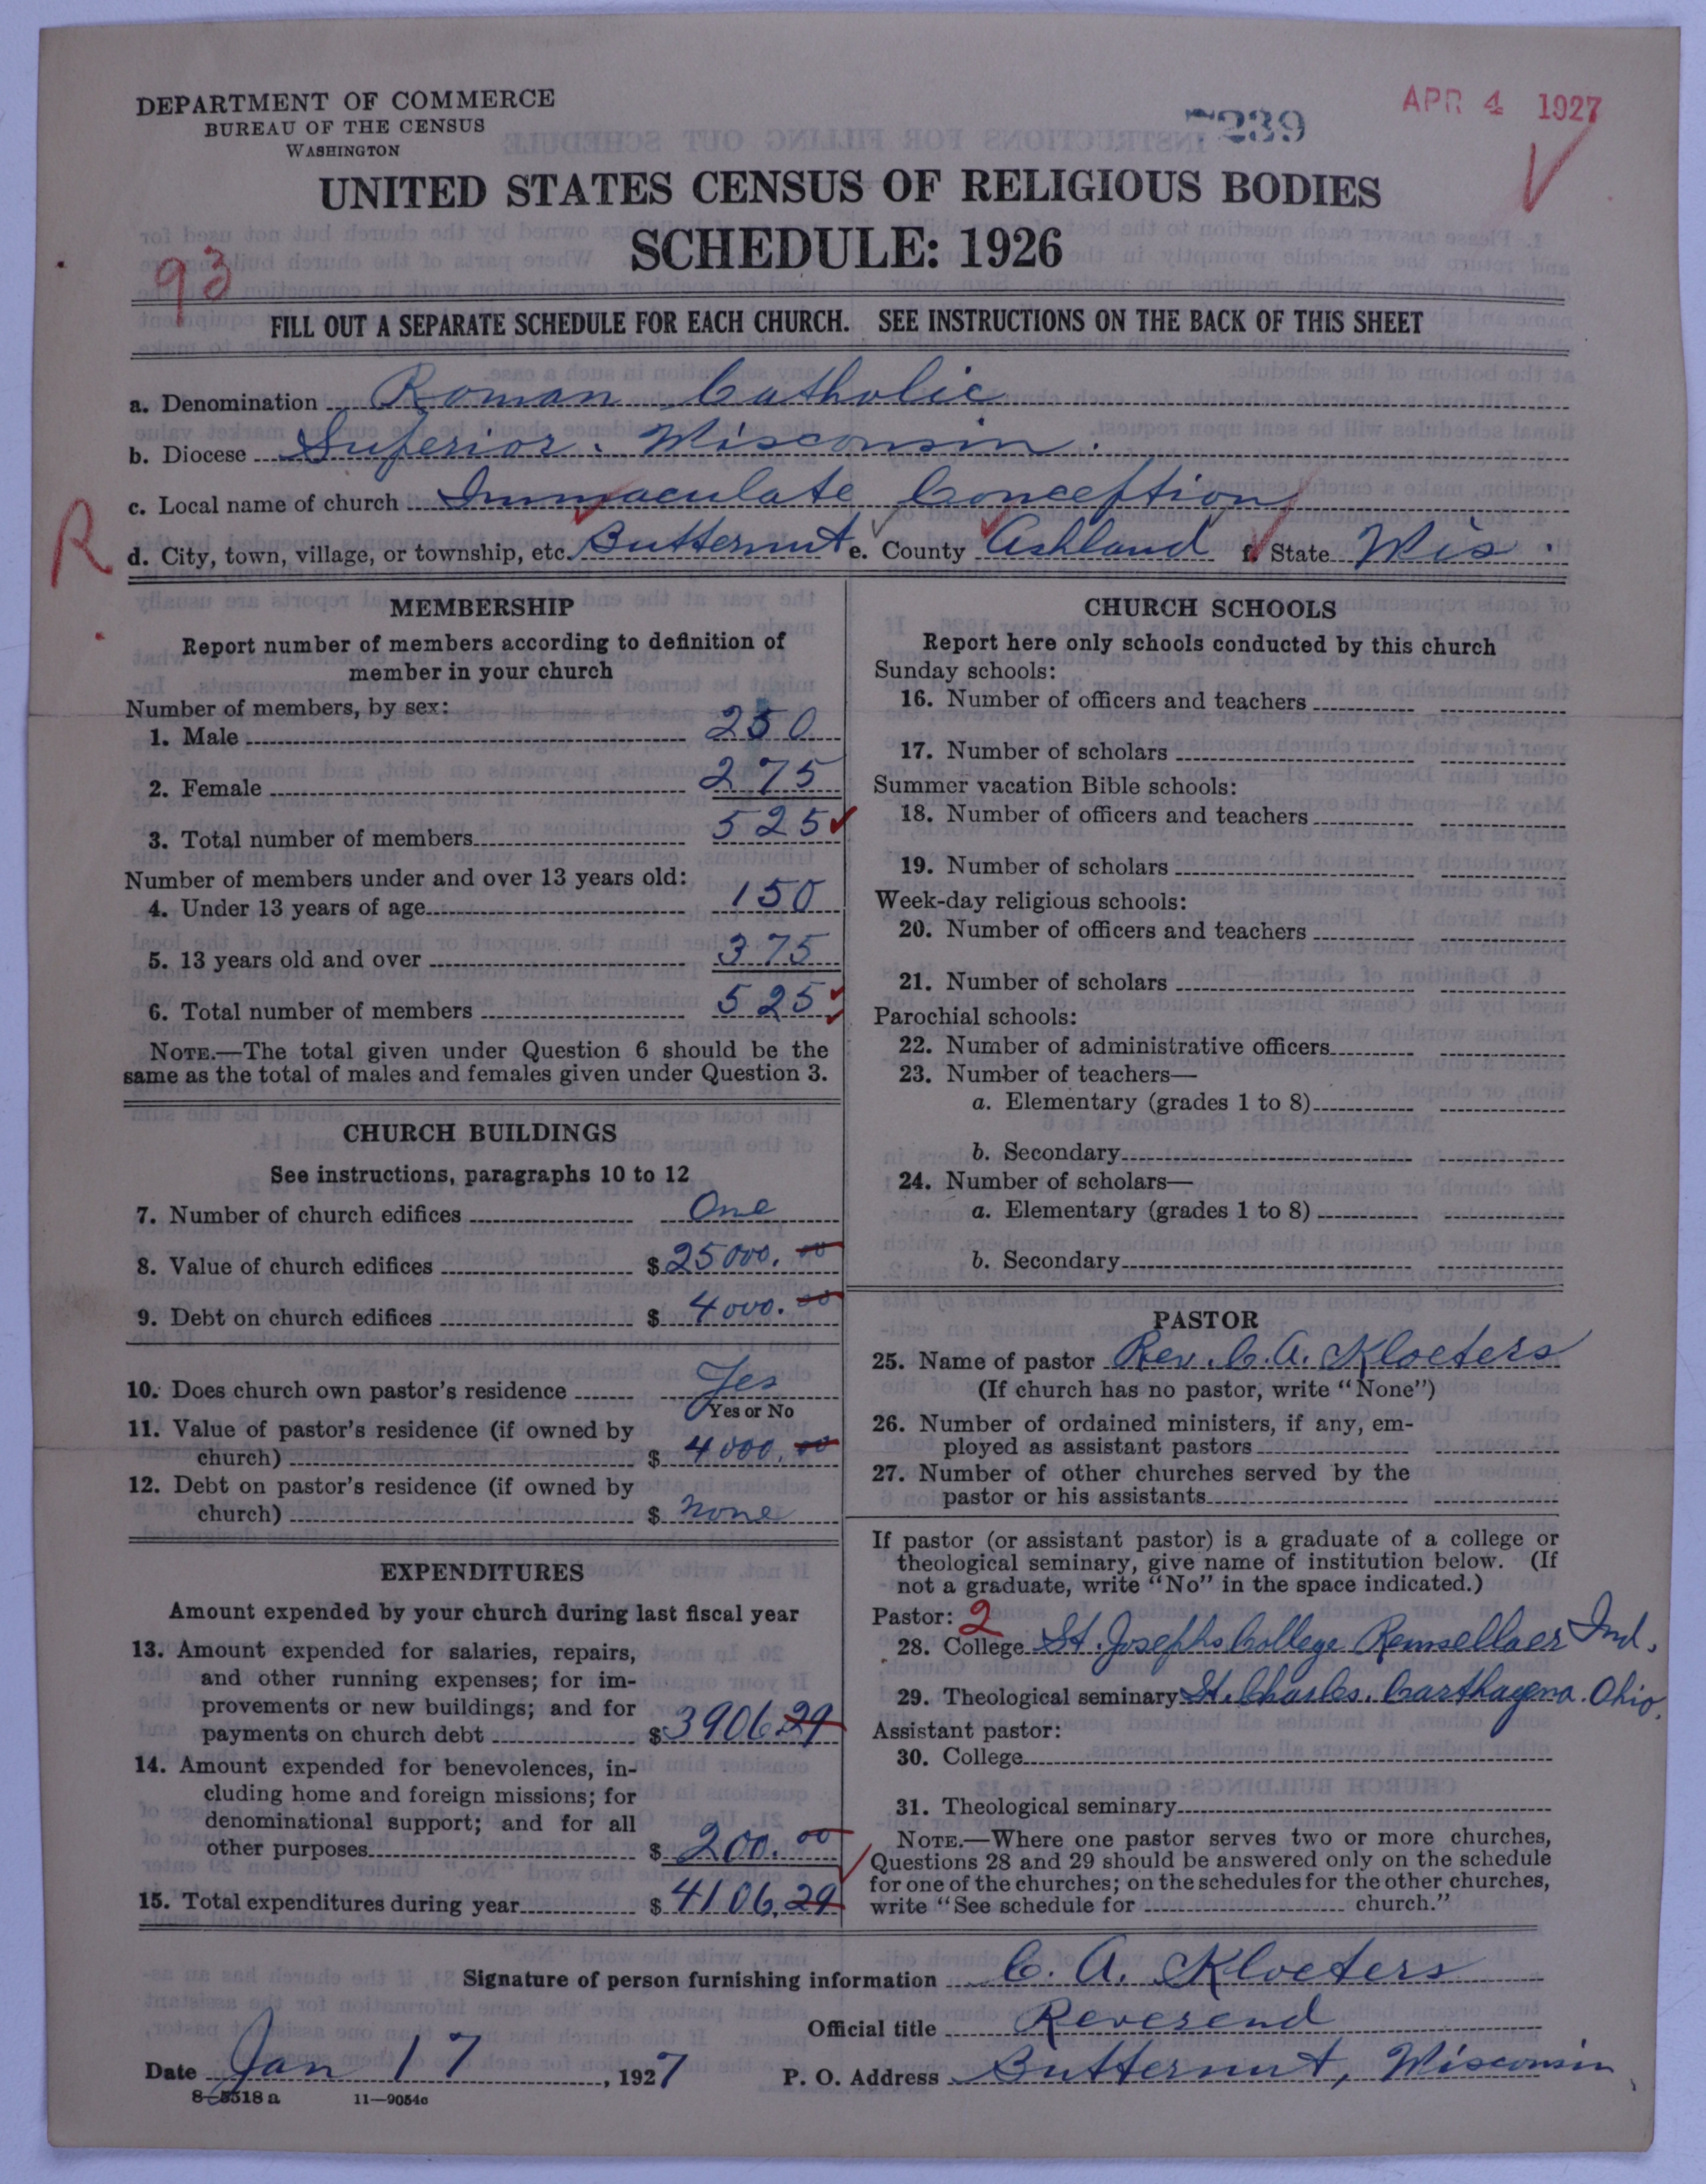 DEPARTMENT OF COMMERCE
BUREAU OF THE CENSUS
WASHINGTON
7239
APR 4 1927
UNITED STATES CENSUS OF RELIGIOUS BODIES
SCHEDULE: 1926
93
FILL OUT A SEPARATE SCHEDULE FOR EACH CHURCH. SEE INSTRUCTIONS ON THE BACK OF THIS SHEET
a. Denomination Roman Catholic
b. Diocese Superior. Wisconsin.
c. Local name of church Immaculate Conception
R
d. City, town, village, or township, etc. Butternut e. County Ashland f. State Wis.
MEMBERSHIP
Report number of members according to definition of
member in your church
Number of members, by sex:
1. Male 250
2. Female 275
3. Total number of members 525
Number of members under and over 13 years old:
4. Under 13 years of age 150
5. 13 years old and over 375
6. Total number of members 525
NOTE.—The total given under Question 6 should be the
same as the total of males and females given under Question 3.
CHURCH BUILDINGS
See instructions, paragraphs 10 to 12
7. Number of church edifices One
8. Value of church edifices $25000.00
9. Debt on church edifices $4000.00
10. Does church own pastor's residence Yes
Yes or No
11. Value of pastor's residence (if owned by
church) $4000.00
12. Debt on pastor's residence (if owned by
church) $ None
EXPENDITURES
Amount expended by your church during last fiscal year
13. Amount expended for salaries, repairs,
and other running expenses; for im-
provements or new buildings; and for
payments on church debt $3906.29
14. Amount expended for benevolences, in-
cluding home and foreign missions; for
denominational support; and for all
other purposes $200.00
15. Total expenditures during year $4106.29
CHURCH SCHOOLS
Report here only schools conducted by this church
Sunday schools:
16. Number of officers and teachers
17. Number of scholars
Summer vacation Bible schools:
18. Number of officers and teachers
19. Number of scholars
Week-day religious schools:
20. Number of officers and teachers
21. Number of scholars
Parochial schools:
22. Number of administrative officers
23. Number of teachers—
a. Elementary (grades 1 to 8)
b. Secondary
24. Number of scholars—
a. Elementary (grades 1 to 8)
b. Secondary
PASTOR
25. Name of pastor Rev. C. A. Kloeters
(If church has no pastor, write "None")
26. Number of ordained ministers, if any, em-
ployed as assistant pastors
27. Number of other churches served by the
pastor or his assistants
If pastor (or assistant pastor) is a graduate of a college or
theological seminary, give name of institution below. (If
not a graduate, write "No" in the space indicated.)
Pastor: 2
28. College St. Josephs College Rensellaer Ind.
29. Theological seminary St. Charles. Carthagena. Ohio.
Assistant pastor:
30. College
31. Theological seminary
NOTE.—Where one pastor serves two or more churches,
Questions 28 and 29 should be answered only on the schedule
for one of the churches; on the schedules for the other churches,
write "See schedule for church."
Signature of person furnishing information C. A. Kloeters
Official title Reverend
Date Jan 17, 1927 P. O. Address Butternut, Wisconsin
8-5518 a 11-9054c